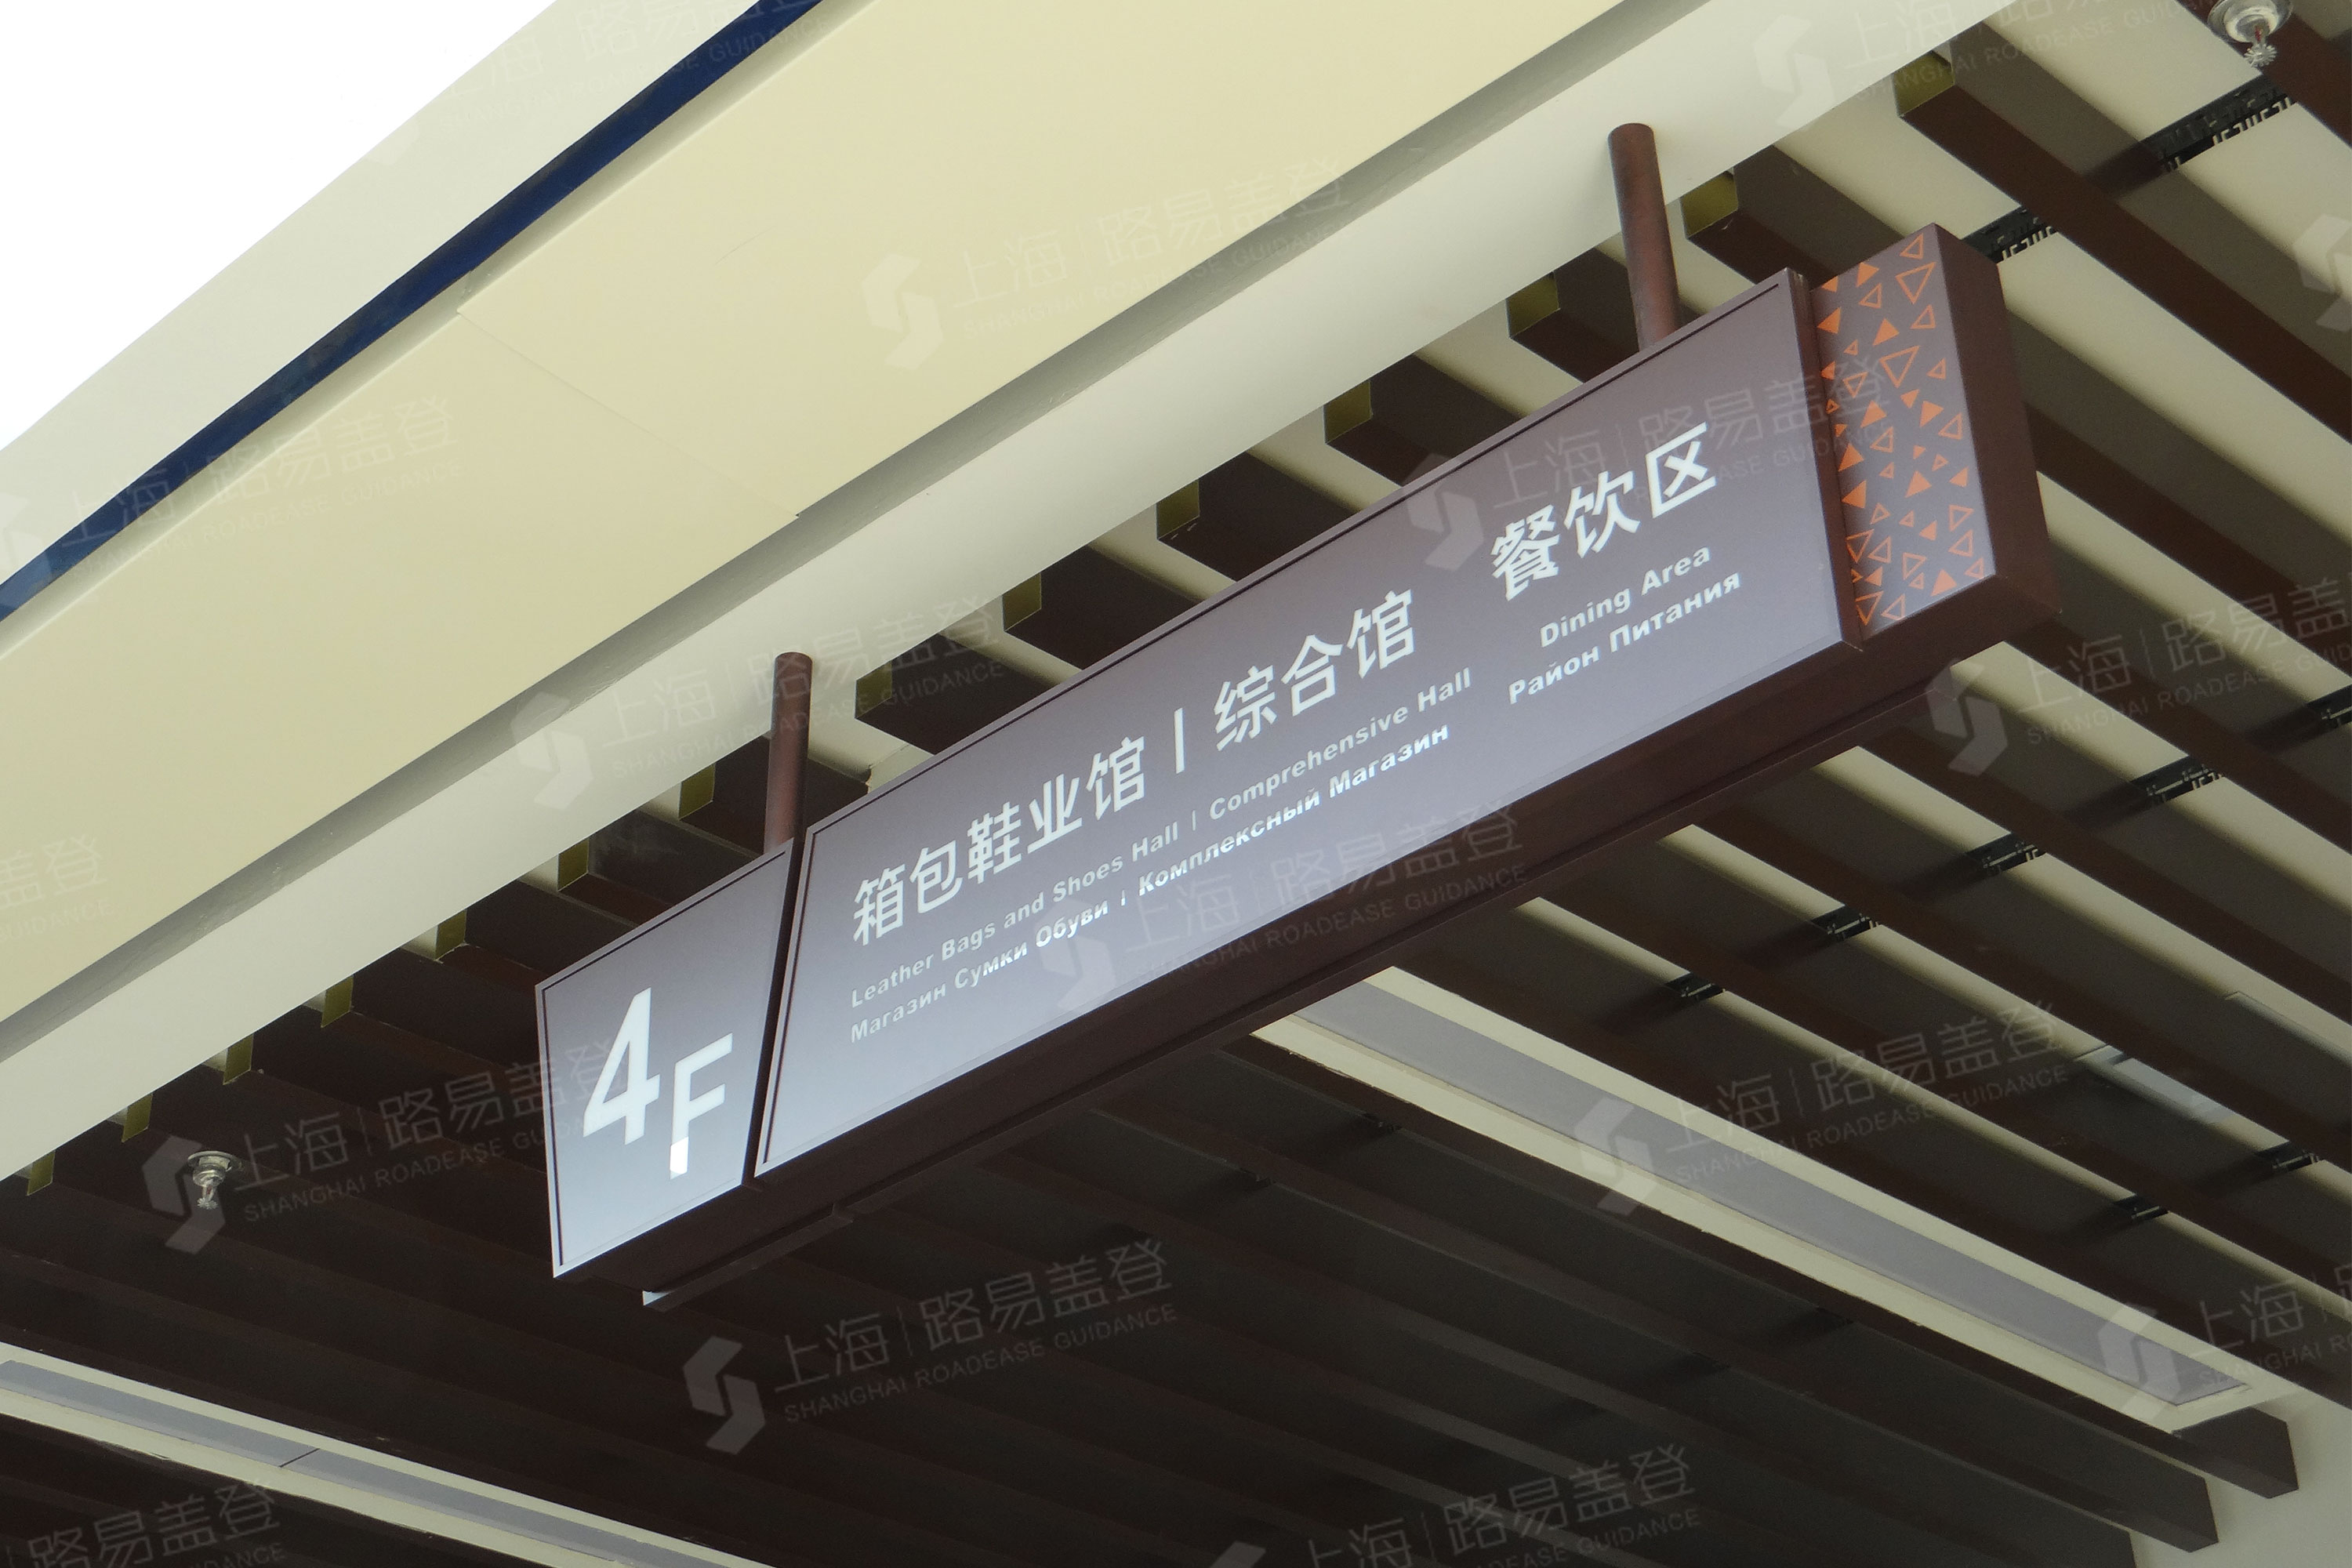 4F
箱包鞋业馆 | 综合馆
Leather Bags and Shoes Hall | Comprehensive Hall
Магазин Сумки Обуви | Комплексный Магазин
餐饮区
Dining Area
Район Питания
上海|路易盖登
SHANGHAI ROADEASE GUIDANCE